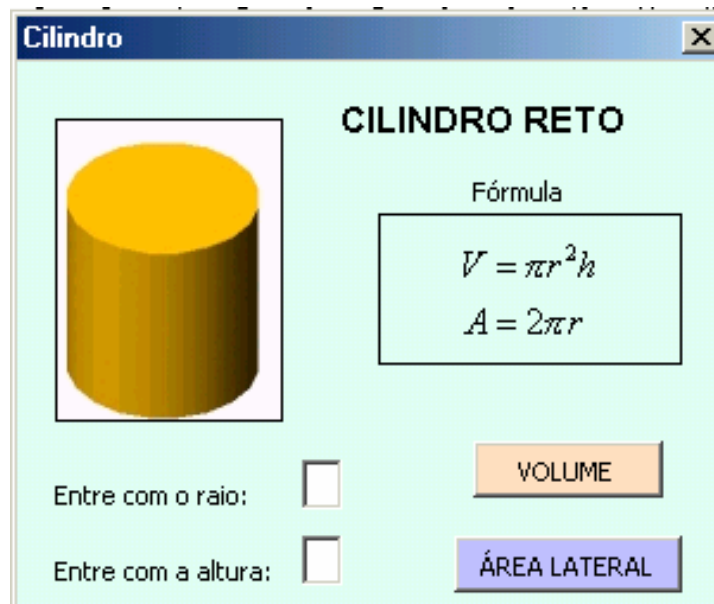 Cilindro
CILINDRO RETO
Fórmula
V = πr²h
A = 2πr
Entre com o raio:
VOLUME
Entre com a altura:
ÁREA LATERAL